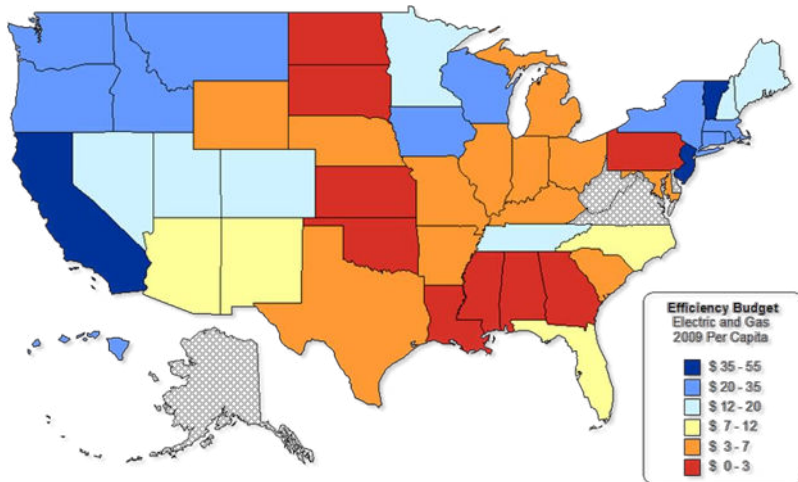 Efficiency Budget
Electric and Gas
2009 Per Capita
$ 35 - 55
$ 20 - 35
$ 12 - 20
$ 7 - 12
$ 3 - 7
$ 0 - 3